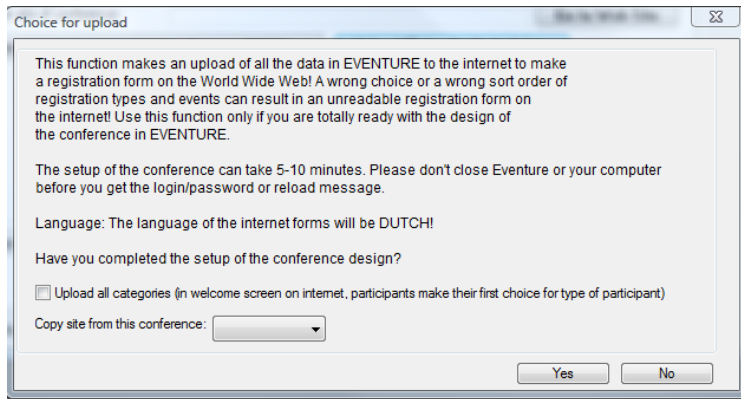 Choice for upload
This function makes an upload of all the data in EVENTURE to the internet to make
a registration form on the World Wide Web! A wrong choice or a wrong sort order of
registration types and events can result in an unreadable registration form on
the internet! Use this function only if you are totally ready with the design of
the conference in EVENTURE.
The setup of the conference can take 5-10 minutes. Please don't close Eventure or your computer
before you get the login/password or reload message.
Language: The language of the internet forms will be DUTCH!
Have you completed the setup of the conference design?
Upload all categories (in welcome screen on internet, participants make their first choice for type of participant)
Copy site from this conference:
Yes No